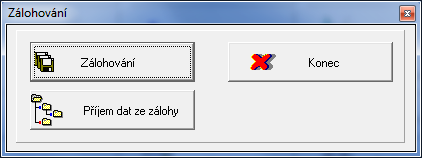 Zálohování
Zálohování
Konec
Příjem dat ze zálohy